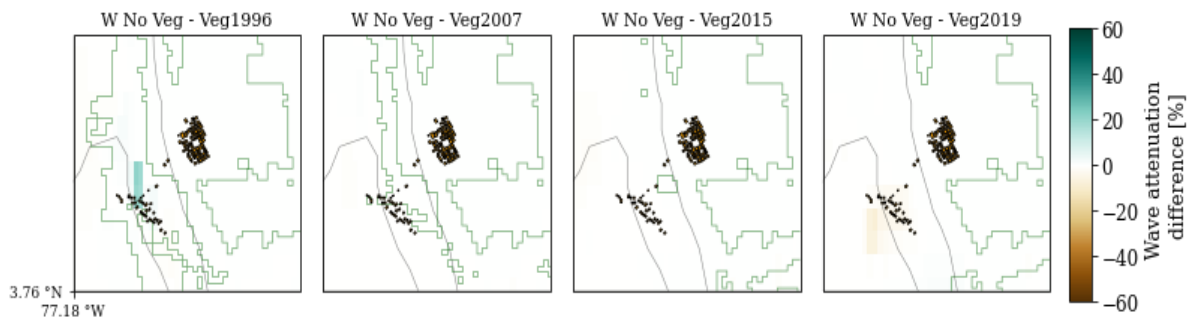 W No Veg - Veg1996
W No Veg - Veg2007
W No Veg - Veg2015
W No Veg - Veg2019
60
40
20
0
−20
−40
−60
Wave attenuation
difference [%]
3.76 °N
77.18 °W